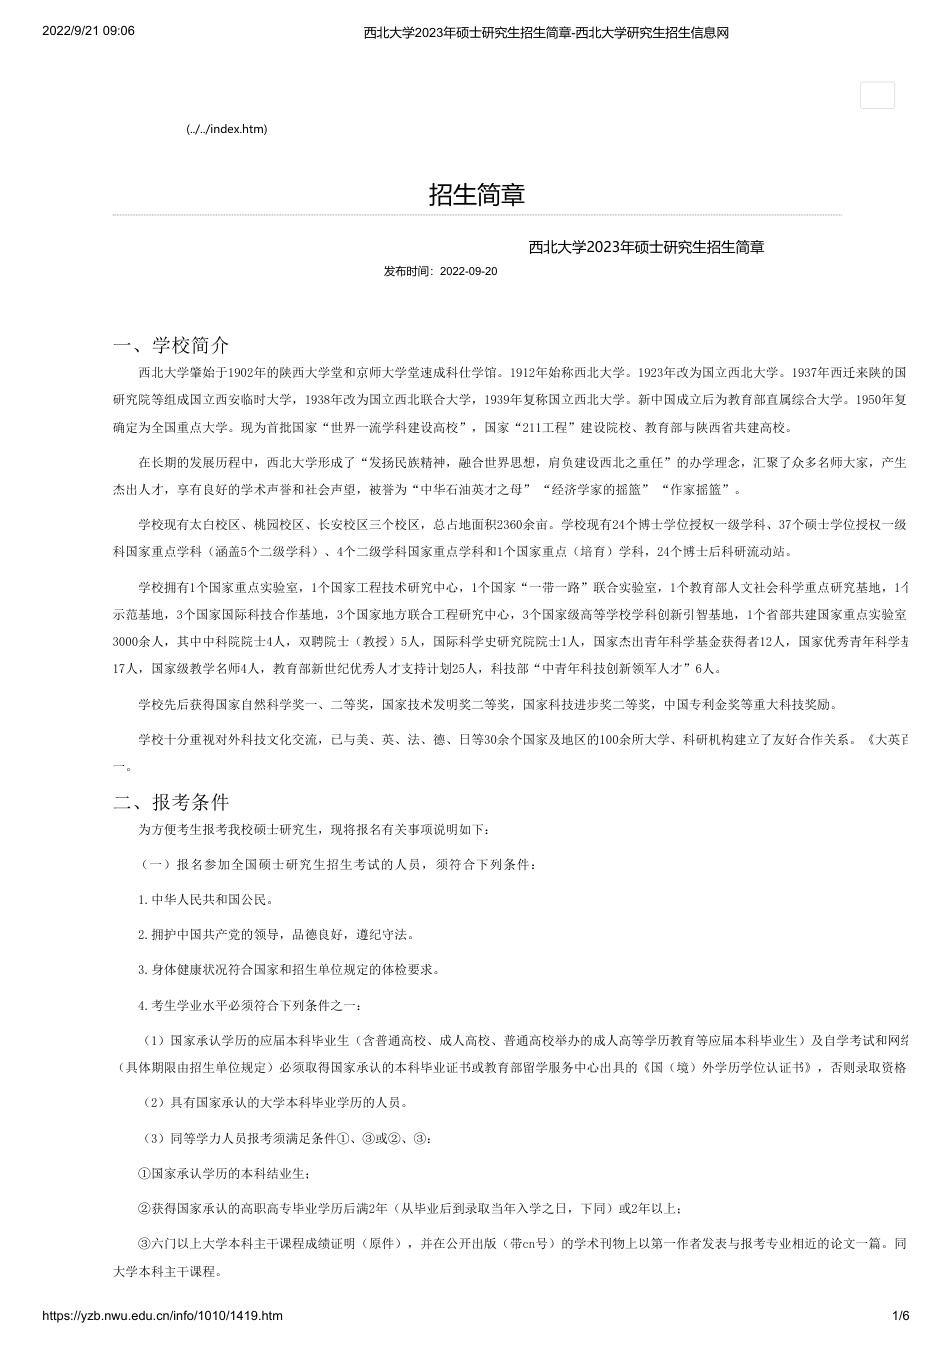 2022/9/21 09:06
西北大学2023年硕士研究生招生简章-西北大学研究生招生信息网
(../../index.htm)
招生简章
西北大学2023年硕士研究生招生简章
发布时间：2022-09-20
一、学校简介
西北大学肇始于1902年的陕西大学堂和京师大学堂速成科仕学馆。1912年始称西北大学。1923年改为国立西北大学。1937年西迁来陕的国
研究院等组成国立西安临时大学，1938年改为国立西北联合大学，1939年复称国立西北大学。新中国成立后为教育部直属综合大学。1950年复
确定为全国重点大学。现为首批国家“世界一流学科建设高校”，国家“211工程”建设院校、教育部与陕西省共建高校。
在长期的发展历程中，西北大学形成了“发扬民族精神，融合世界思想，肩负建设西北之重任”的办学理念，汇聚了众多名师大家，产生
杰出人才，享有良好的学术声誉和社会声望，被誉为“中华石油英才之母” “经济学家的摇篮” “作家摇篮”。
学校现有太白校区、桃园校区、长安校区三个校区，总占地面积2360余亩。学校现有24个博士学位授权一级学科、37个硕士学位授权一级
科国家重点学科（涵盖5个二级学科）、4个二级学科国家重点学科和1个国家重点（培育）学科，24个博士后科研流动站。
学校拥有1个国家重点实验室，1个国家工程技术研究中心，1个国家“一带一路”联合实验室，1个教育部人文社会科学重点研究基地，1个
示范基地，3个国家国际科技合作基地，3个国家地方联合工程研究中心，3个国家级高等学校学科创新引智基地，1个省部共建国家重点实验室
3000余人，其中中科院院士4人，双聘院士（教授）5人，国际科学史研究院院士1人，国家杰出青年科学基金获得者12人，国家优秀青年科学基
17人，国家级教学名师4人，教育部新世纪优秀人才支持计划25人，科技部“中青年科技创新领军人才”6人。
学校先后获得国家自然科学奖一、二等奖，国家技术发明奖二等奖，国家科技进步奖二等奖，中国专利金奖等重大科技奖励。
学校十分重视对外科技文化交流，已与美、英、法、德、日等30余个国家及地区的100余所大学、科研机构建立了友好合作关系。《大英百
一。
二、报考条件
为方便考生报考我校硕士研究生，现将报名有关事项说明如下：
（一）报名参加全国硕士研究生招生考试的人员，须符合下列条件：
1.中华人民共和国公民。
2.拥护中国共产党的领导，品德良好，遵纪守法。
3.身体健康状况符合国家和招生单位规定的体检要求。
4.考生学业水平必须符合下列条件之一：
（1）国家承认学历的应届本科毕业生（含普通高校、成人高校、普通高校举办的成人高等学历教育等应届本科毕业生）及自学考试和网络
（具体期限由招生单位规定）必须取得国家承认的本科毕业证书或教育部留学服务中心出具的《国（境）外学历学位认证书》，否则录取资格
（2）具有国家承认的大学本科毕业学历的人员。
（3）同等学力人员报考须满足条件①、③或②、③：
①国家承认学历的本科结业生；
②获得国家承认的高职高专毕业学历后满2年（从毕业后到录取当年入学之日，下同）或2年以上；
③六门以上大学本科主干课程成绩证明（原件），并在公开出版（带cn号）的学术刊物上以第一作者发表与报考专业相近的论文一篇。同
大学本科主干课程。
https://yzb.nwu.edu.cn/info/1010/1419.htm
1/6